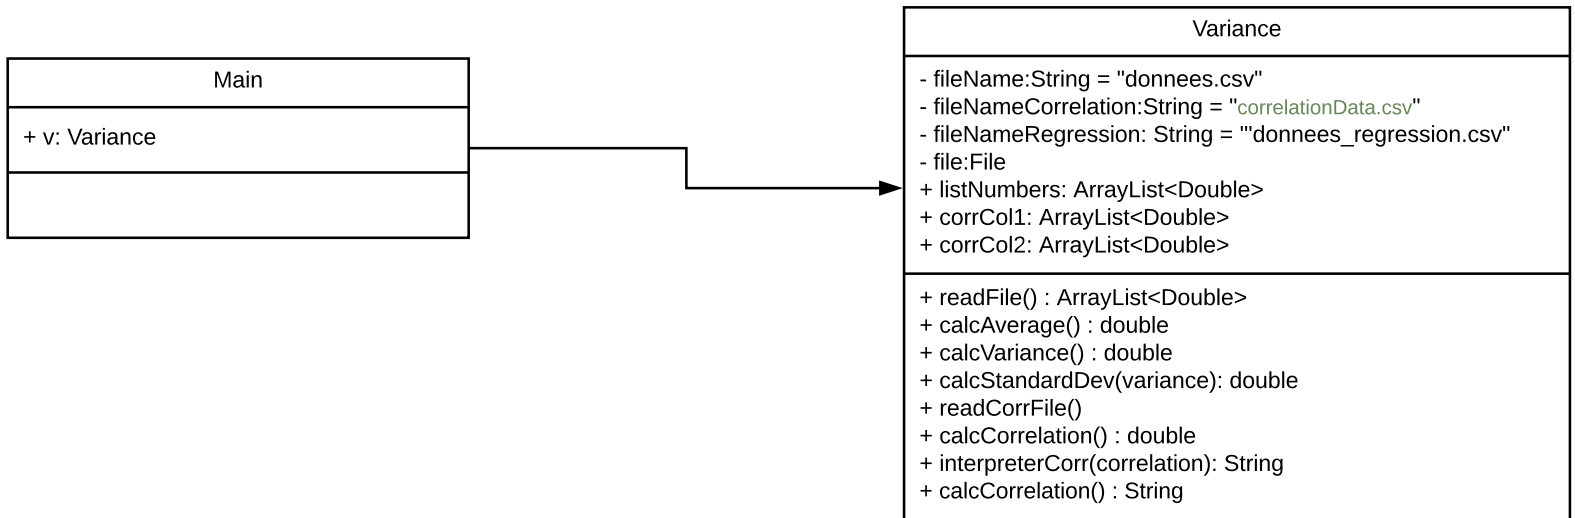 Main
+ v: Variance
Variance
- fileName:String = "donnees.csv"
- fileNameCorrelation:String = "correlationData.csv"
- fileNameRegression: String = '"donnees_regression.csv"
- file:File
+ listNumbers: ArrayList<Double>
+ corrCol1: ArrayList<Double>
+ corrCol2: ArrayList<Double>
+ readFile() : ArrayList<Double>
+ calcAverage() : double
+ calcVariance() : double
+ calcStandardDev(variance): double
+ readCorrFile()
+ calcCorrelation() : double
+ interpreterCorr(correlation): String
+ calcCorrelation() : String